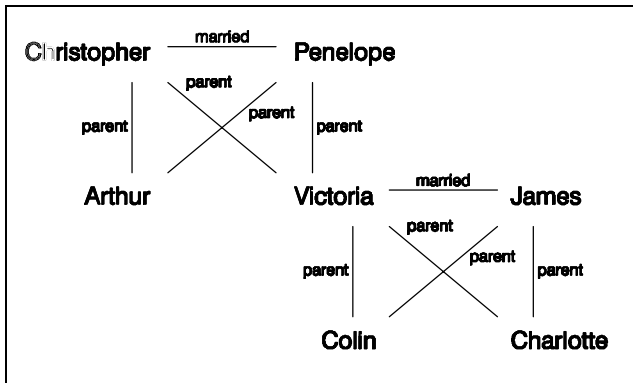 married
Christopher Penelope
parent
parent parent parent
Arthur Victoria married James
parent
parent parent parent
Colin Charlotte